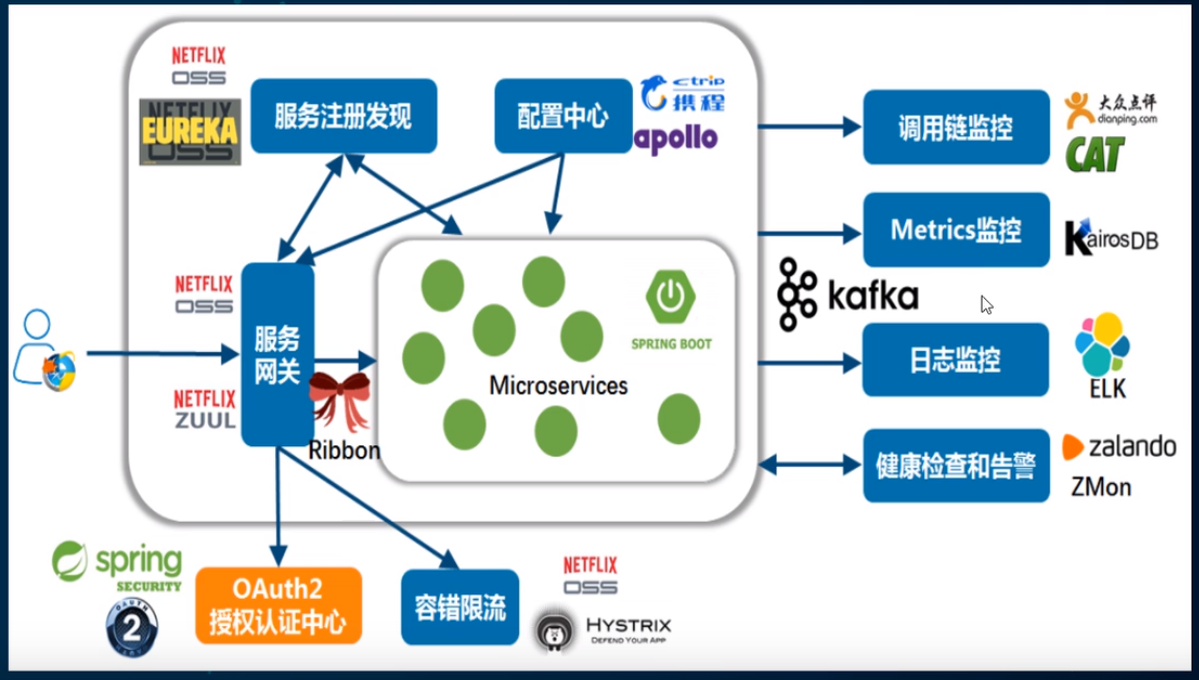 NETFLIX
OSS
NETFLIX
EUREKA
OSS
服务注册发现
配置中心
ctrip
携程
apollo
调用链监控
大众点评
dianping.com
CAT
Metrics监控
KairosDB
NETFLIX
OSS
服务
网关
NETFLIX
ZUUL
SPRING BOOT
Microservices
Ribbon
kafka
日志监控
ELK
健康检查和告警
zalando
ZMon
spring
SECURITY
OAUTH
2
OAuth2
授权认证中心
容错限流
NETFLIX
OSS
HYSTRIX
DEFEND YOUR APP